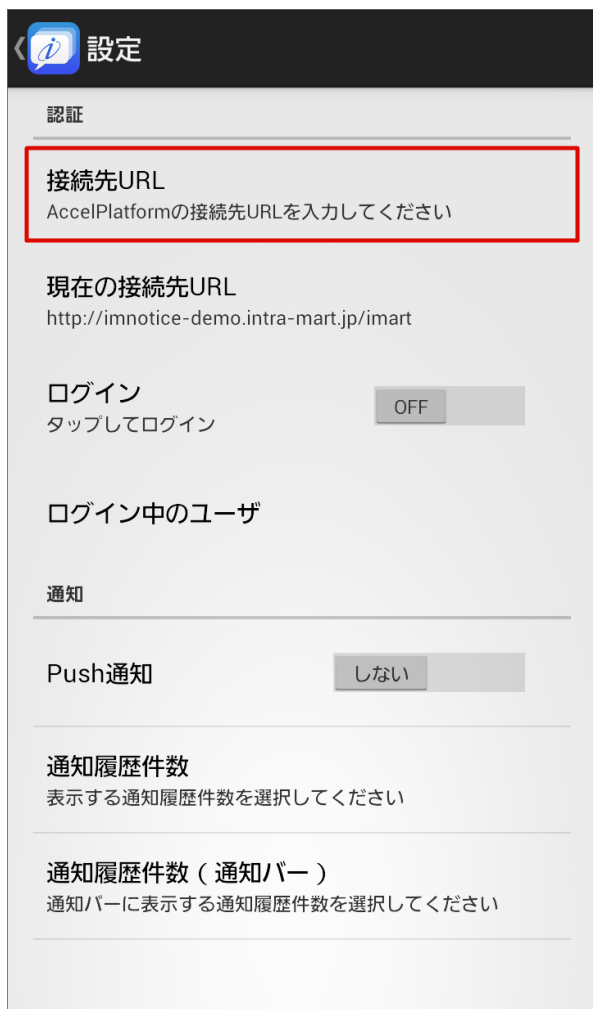 設定
認証
接続先URL
AccelPlatformの接続先URLを入力してください
現在の接続先URL
http://imnotice-demo.intra-mart.jp/imart
ログイン
OFF
タップしてログイン
ログイン中のユーザ
通知
Push通知
しない
通知履歴件数
表示する通知履歴件数を選択してください
通知履歴件数 ( 通知バー )
通知バーに表示する通知履歴件数を選択してください